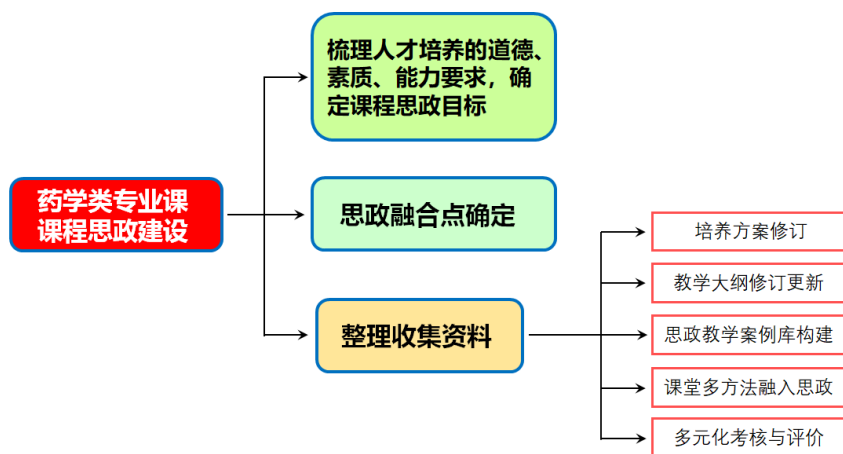 梳理人才培养的道德、
素质、能力要求，确
定课程思政目标
药学类专业课
课程思政建设
思政融合点确定
整理收集资料
培养方案修订
教学大纲修订更新
思政教学案例库构建
课堂多方法融入思政
多元化考核与评价